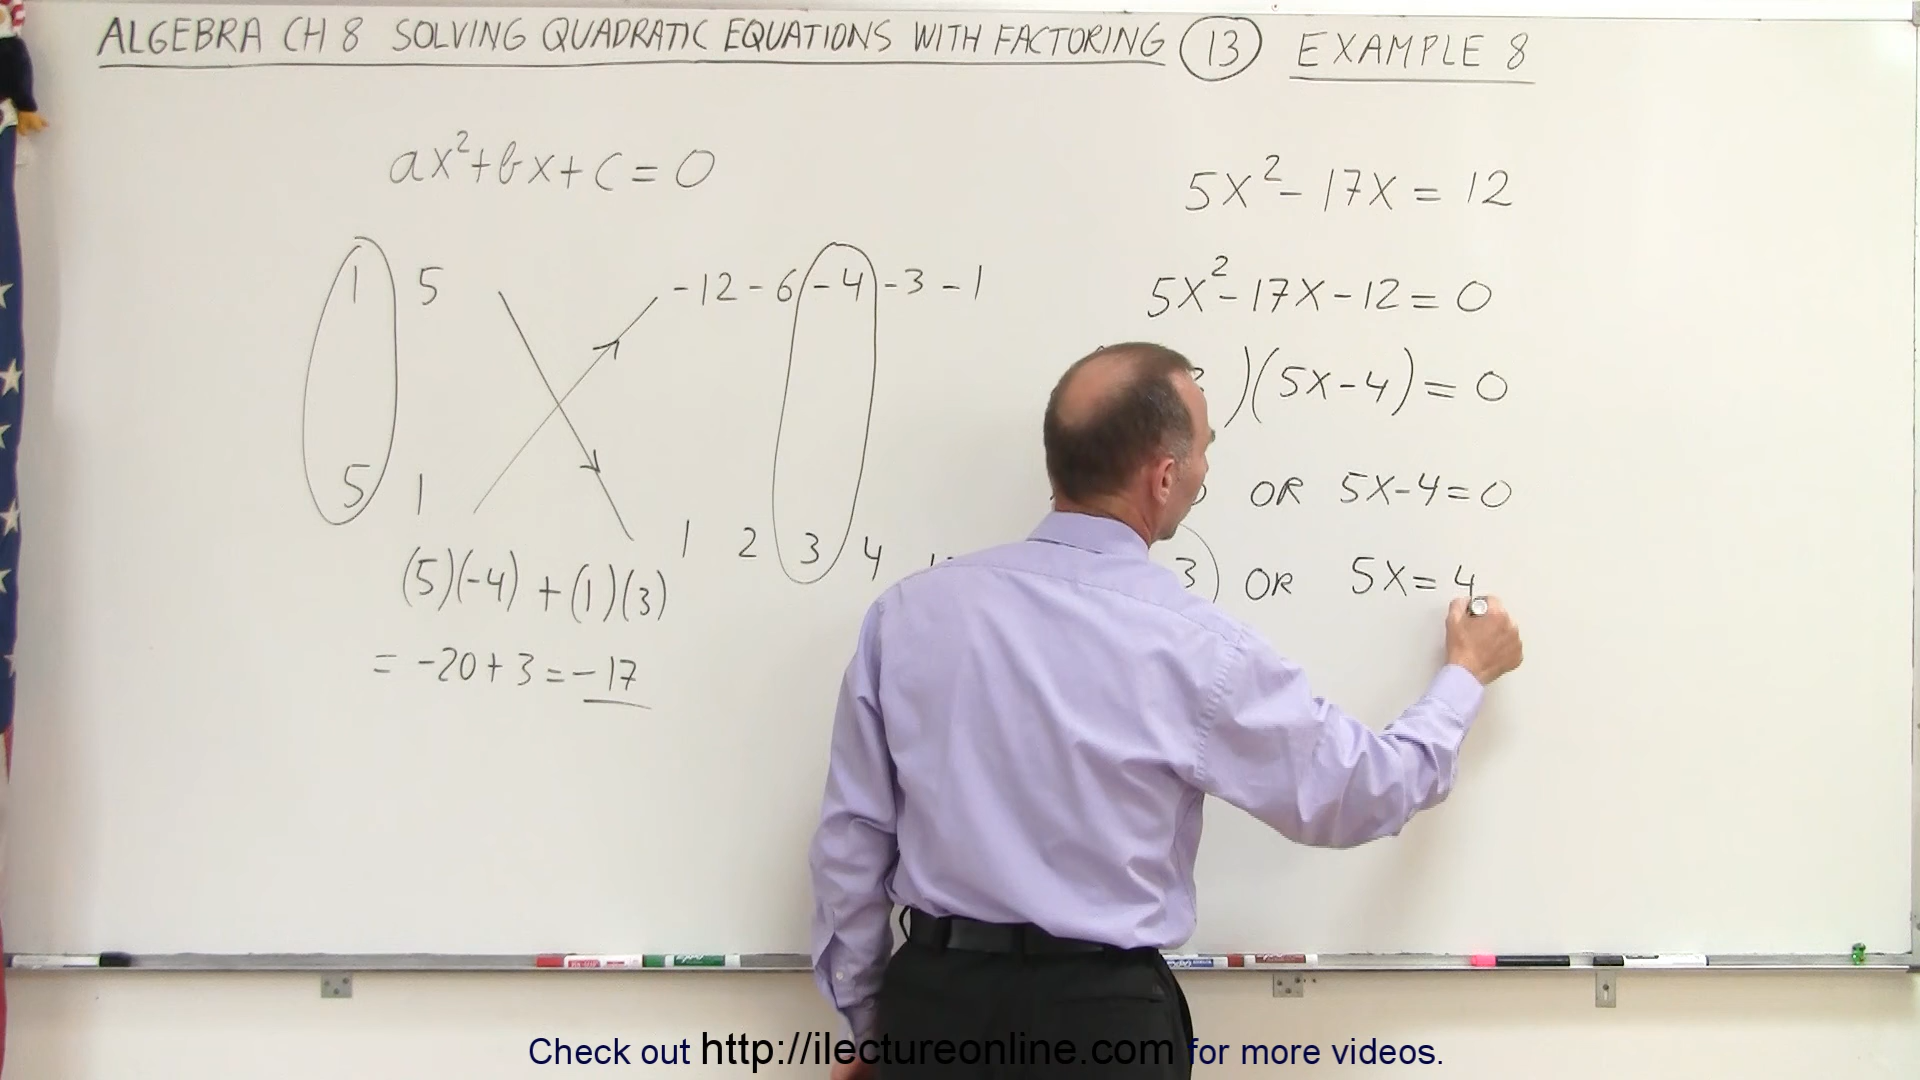 ALGEBRA CH 8 SOLVING QUADRATIC EQUATIONS WITH FACTORING 13 EXAMPLE 8
ax²+bx+c=0
1 5 -12 -6 -4 -3 -1
5 1
1 2 3 4
(5)(-4) + (1)(3)
= -20+3=-17
5X²-17X=12
5X²-17X-12=0
)(5X-4)=0
OR 5X-4=0
3 OR 5X=4
Check out http://ilectureonline.com for more videos.